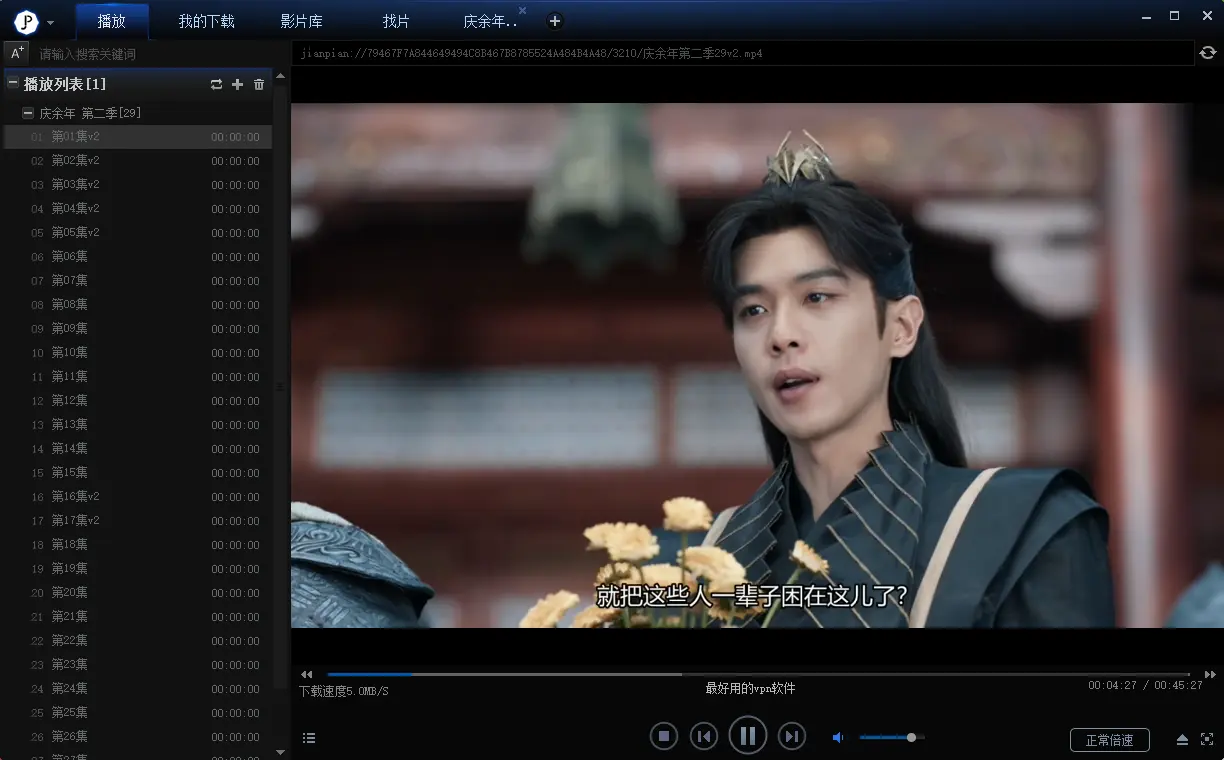 JP 播放 我的下载 影片库 找片 庆余年..
A+ 请输入搜索关键词 jianpian://79467F7A844649494C8B467B8785524A484B4A48/3210/庆余年第二季29v2.mp4
播放列表[1]
庆余年 第二季[29]
01 第01集v2 00:00:00
02 第02集v2 00:00:00
03 第03集v2 00:00:00
04 第04集v2 00:00:00
05 第05集v2 00:00:00
06 第06集 00:00:00
07 第07集 00:00:00
08 第08集 00:00:00
09 第09集 00:00:00
10 第10集 00:00:00
11 第11集 00:00:00
12 第12集 00:00:00
13 第13集 00:00:00
14 第14集 00:00:00
15 第15集 00:00:00
16 第16集v2 00:00:00
17 第17集v2 00:00:00
18 第18集 00:00:00
19 第19集 00:00:00
20 第20集 00:00:00
21 第21集 00:00:00
22 第22集 00:00:00
23 第23集 00:00:00
24 第24集 00:00:00
25 第25集 00:00:00
26 第26集 00:00:00
就把这些人一辈子困在这儿了?
下载速度5.0MB/S 最好用的vpn软件 00:04:27 / 00:45:27
正常倍速